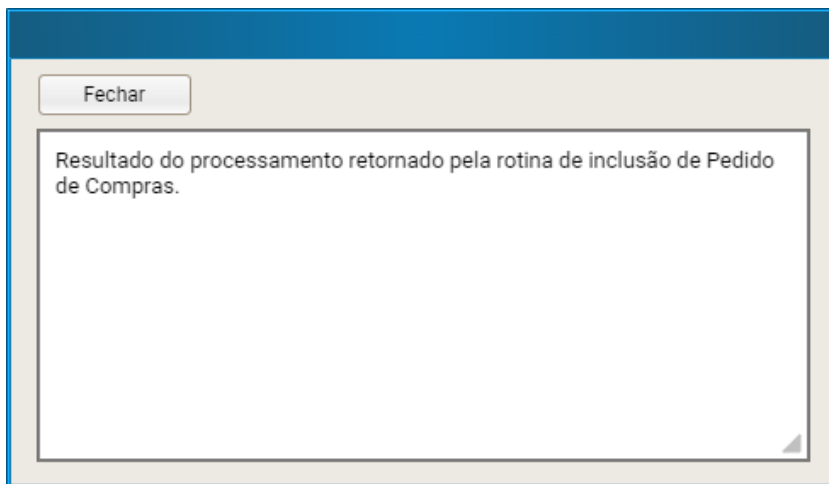 Fechar
Resultado do processamento retornado pela rotina de inclusão de Pedido
de Compras.